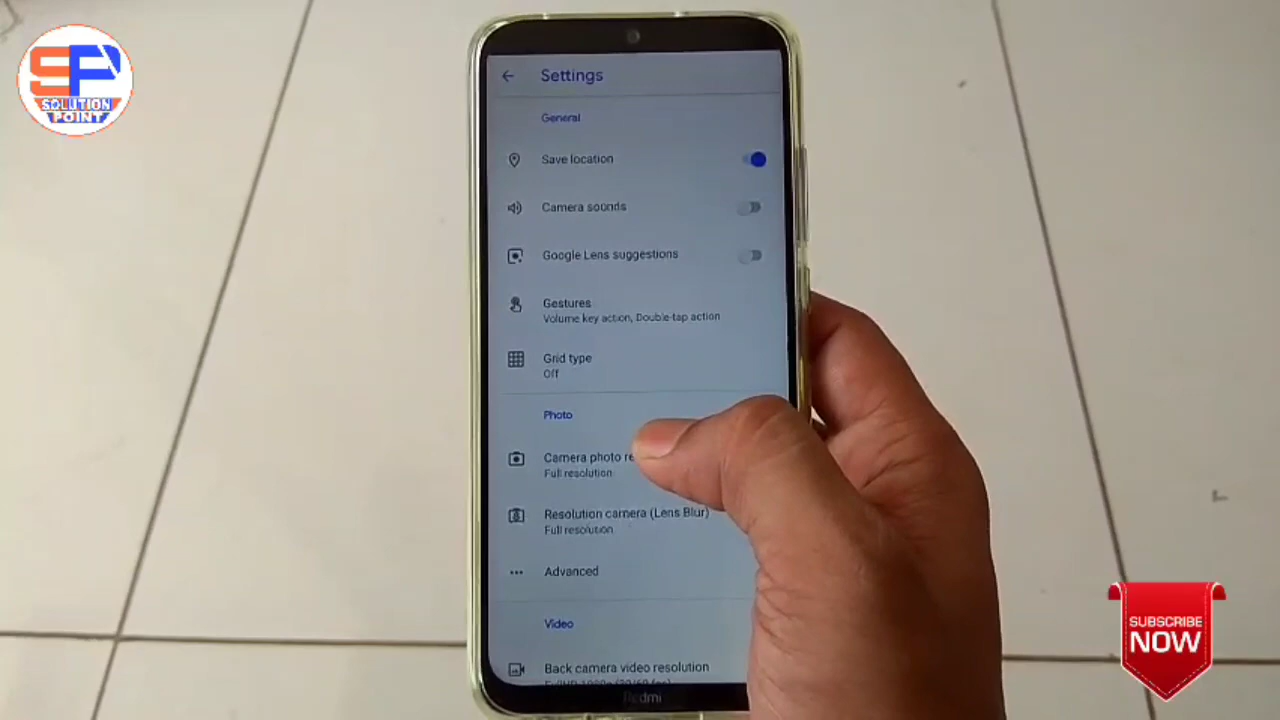 SP
SOLUTION
POINT
Settings
General
Save location
Camera sounds
Google Lens suggestions
Gestures
Volume key action, Double-tap action
Grid type
Off
Photo
Camera photo re
Full resolution
Resolution camera (Lens Blur)
Full resolution
Advanced
Video
Back camera video resolution
Redmi
SUBSCRIBE
NOW